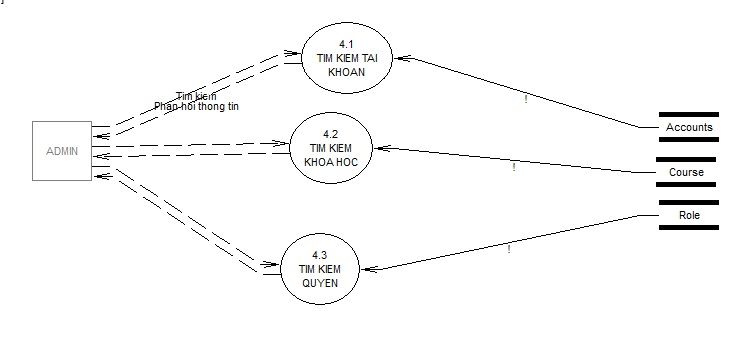 4.1
TIM KIEM TAI
KHOAN
Tim kiem
Phan hoi thong tin
Accounts
!
4.2
TIM KIEM
KHOA HOC
ADMIN
!
Course
Role
4.3
TIM KIEM
QUYEN
!